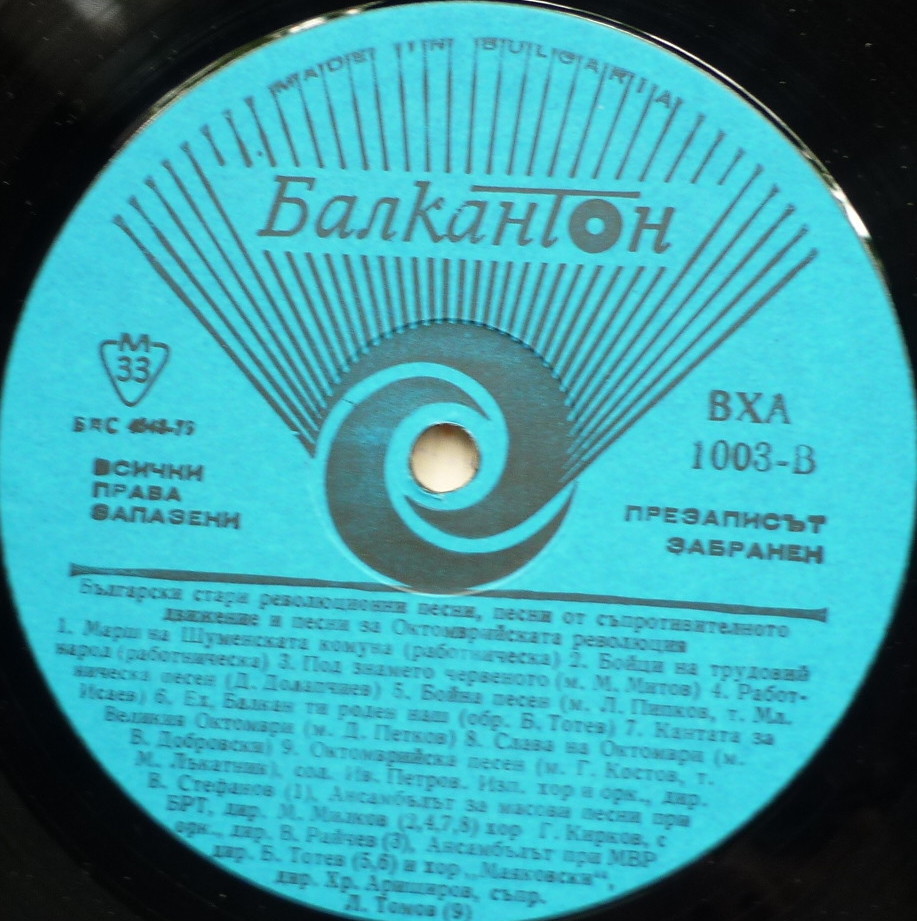 MADE IN BULGARIA
Балкантон
М
33
БДС
ВСИЧКИ
ПРАВА
ЗАПАЗЕНИ
ВХА
1003-В
ПРЕЗАПИСЪТ
ЗАБРАНЕН
Български стари революционни песни, песни от съпротивителното
движение и песни за Октомврийската революция
1. Марш на Шуменската комуна (работническа) 2. Бойци на трудовий
народ (работническа) 3. Под знамето червеното (м. М. Митов) 4. Работ-
ническа песен (Д. Долапчиев) 5. Бойна песен (м. Л. Пипков, т. Мл.
Исаев) 6. Ех, Балкан ти роден наш (обр. Б. Тотев) 7. Кантата за
Великия Октомври (м. Д. Петков) 8. Слава на Октомври (м.
В. Добровски) 9. Октомврийска песен (м. Г. Костов, т.
М. Лъкатник), сол. Ив. Петров. Изп. хор и орк., дир.
В. Стефанов (1), Ансамбълът за масови песни при
БРТ, дир. М. Милков (2,4,7,8) хор Г. Кирков, с
орк., дир. В. Райчев (3), Ансамбълът при МВР
дир. Б. Тотев (5,6) и хор „Маяковски“,
дир. Хр. Арищиров, съпр.
Л. Томов (9)